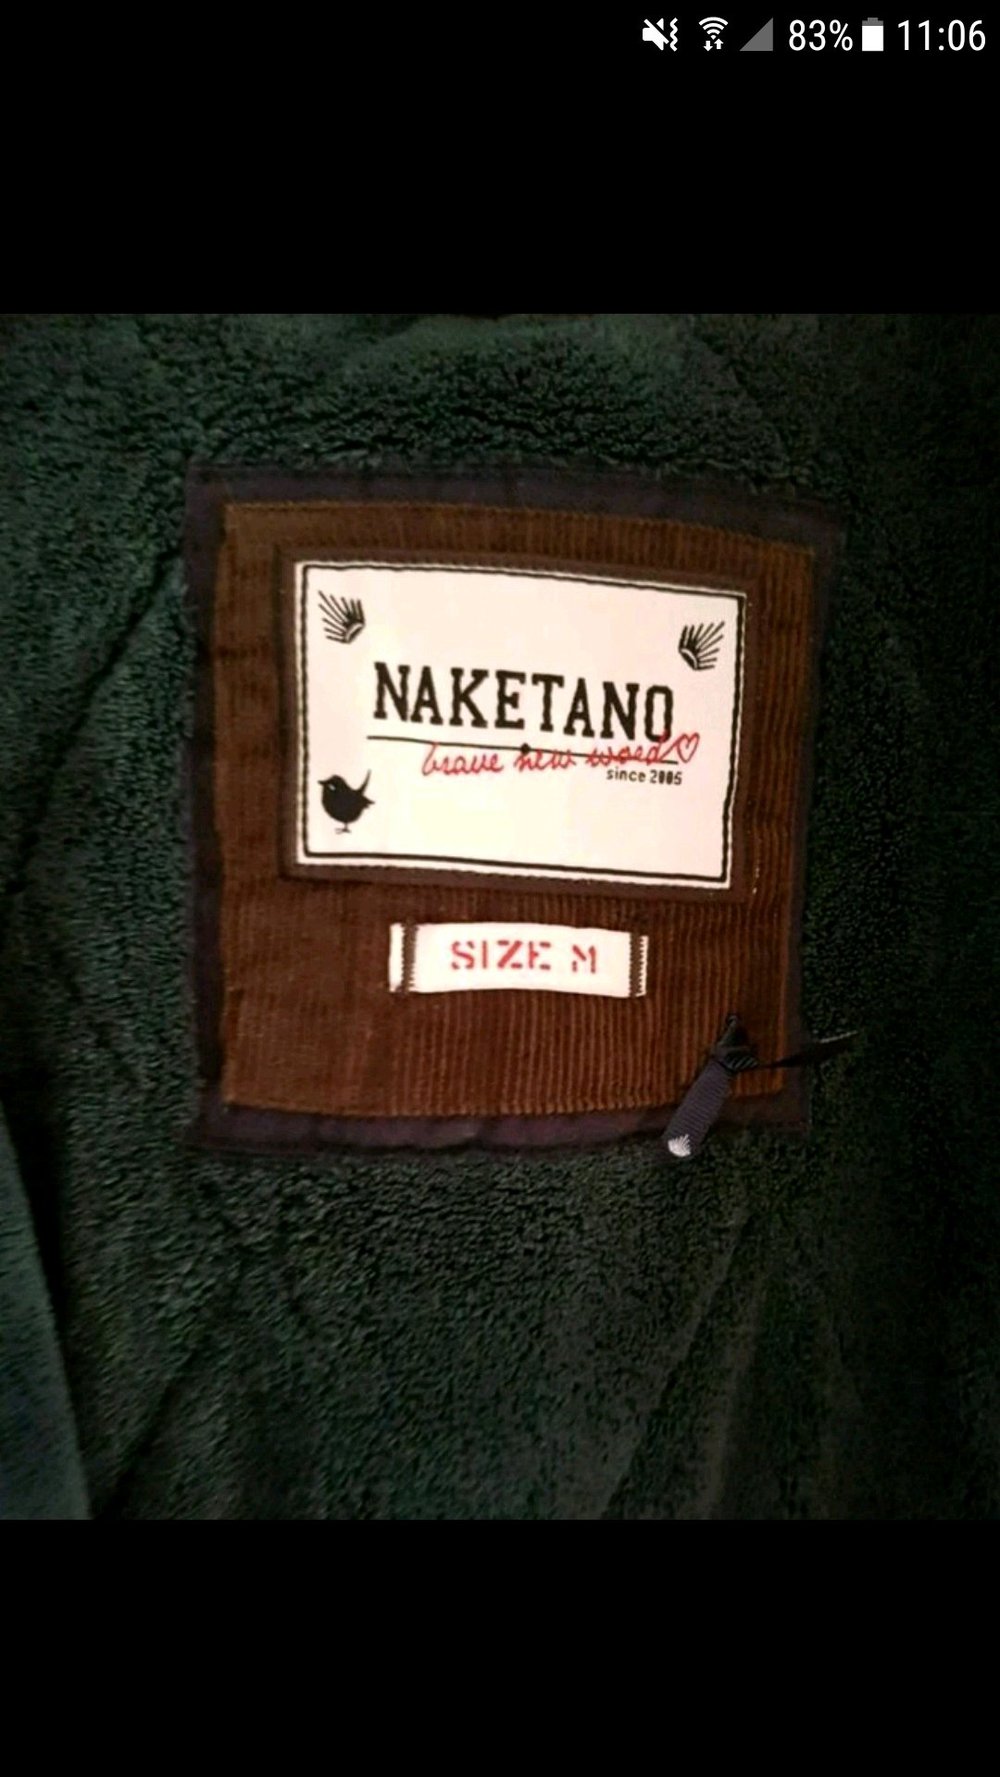 83% 11:06
NAKETANO
brave new word
since 2005
SIZE M